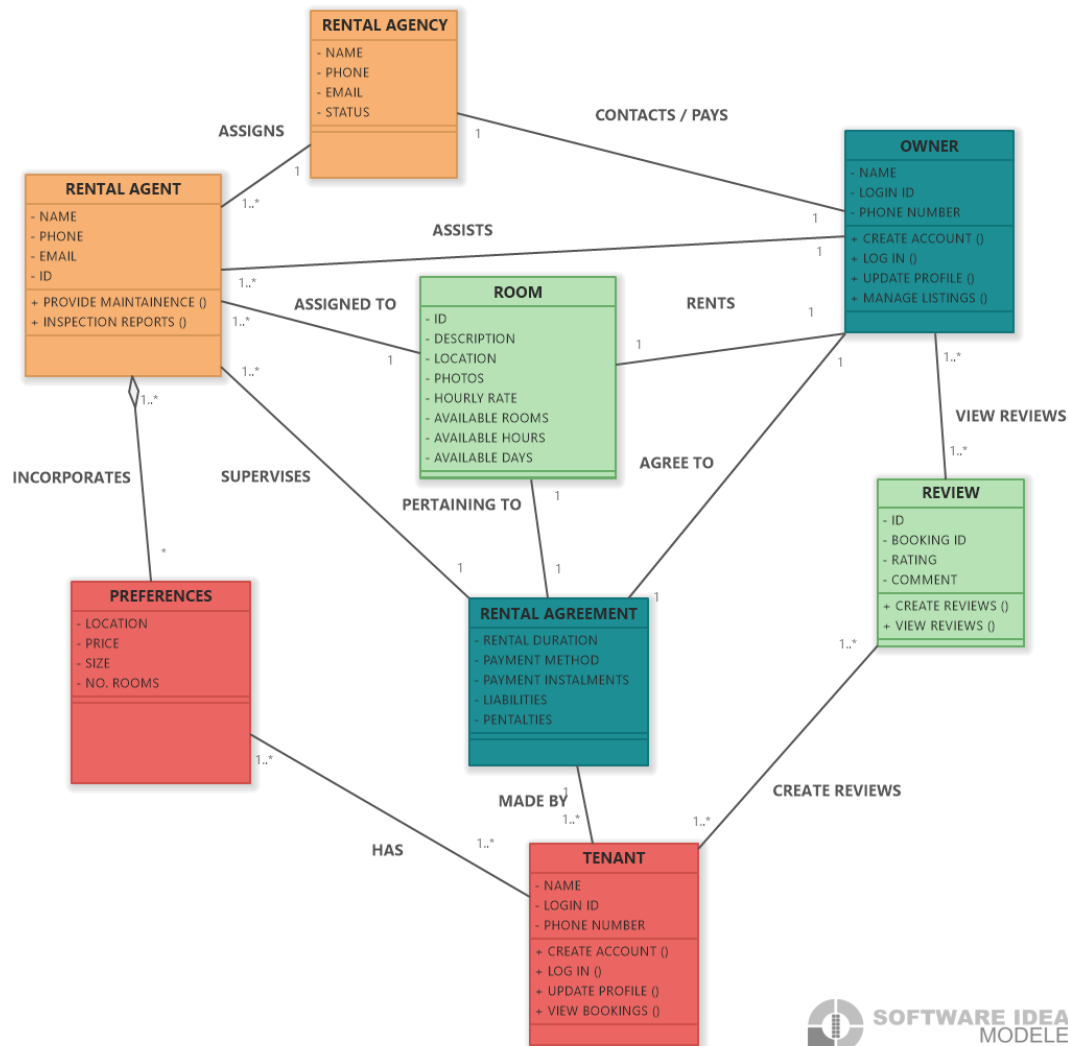 RENTAL AGENCY
- NAME
- PHONE
- EMAIL
- STATUS
ASSIGNS
1
1..*
CONTACTS / PAYS
1
1
OWNER
- NAME
- LOGIN ID
- PHONE NUMBER
+ CREATE ACCOUNT ()
+ LOG IN ()
+ UPDATE PROFILE ()
+ MANAGE LISTINGS ()
RENTAL AGENT
- NAME
- PHONE
- EMAIL
- ID
+ PROVIDE MAINTAINENCE ()
+ INSPECTION REPORTS ()
ASSISTS
1..*
1
ASSIGNED TO
1..*
1
ROOM
- ID
- DESCRIPTION
- LOCATION
- PHOTOS
- HOURLY RATE
- AVAILABLE ROOMS
- AVAILABLE HOURS
- AVAILABLE DAYS
RENTS
1
1
1
1..*
VIEW REVIEWS
1..*
1..*
1..*
INCORPORATES
*
SUPERVISES
1
PERTAINING TO
1
1
AGREE TO
1
REVIEW
- ID
- BOOKING ID
- RATING
- COMMENT
+ CREATE REVIEWS ()
+ VIEW REVIEWS ()
PREFERENCES
- LOCATION
- PRICE
- SIZE
- NO. ROOMS
RENTAL AGREEMENT
- RENTAL DURATION
- PAYMENT METHOD
- PAYMENT INSTALMENTS
- LIABILITIES
- PENTALTIES
1..*
CREATE REVIEWS
1..*
1..*
HAS
1..*
MADE BY
1
1..*
TENANT
- NAME
- LOGIN ID
- PHONE NUMBER
+ CREATE ACCOUNT ()
+ LOG IN ()
+ UPDATE PROFILE ()
+ VIEW BOOKINGS ()
SOFTWARE IDEA
MODELE